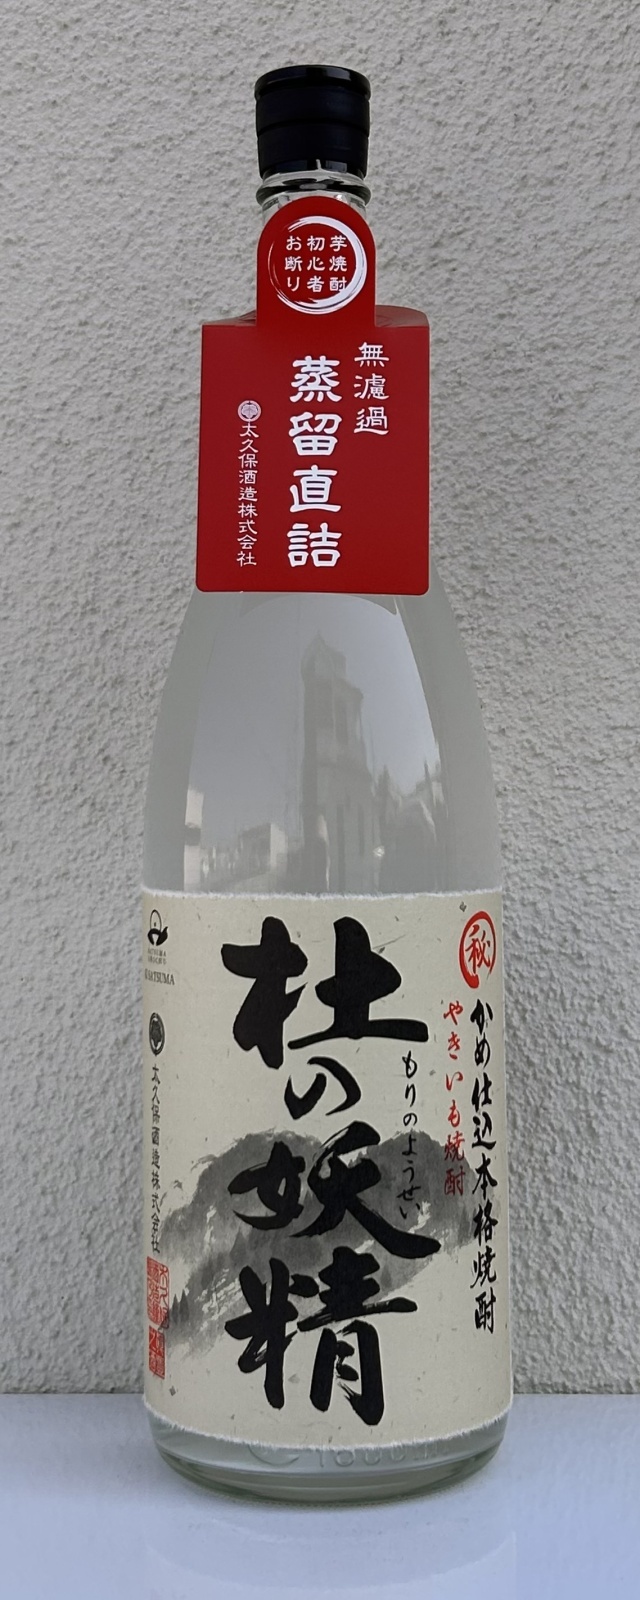 芋焼酎
初心者
お断り
無濾過
蒸留直詰
太久保酒造株式会社
㊙
かめ仕込本格焼酎
やきいも焼酎
杜の妖精
もりのようせい
SATSUMA
太久保酒造株式会社